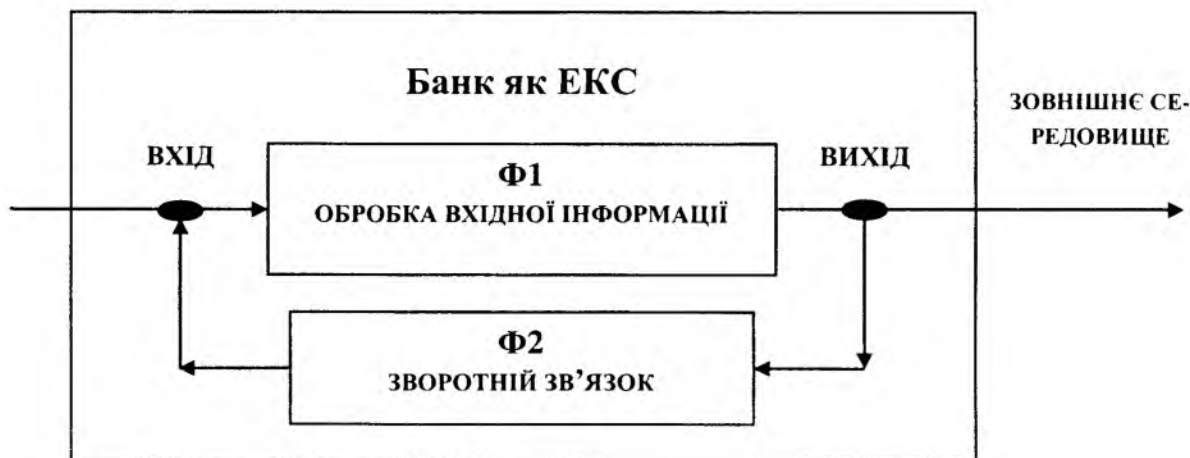 Банк як ЕКС
ЗОВНІШНЄ СЕ-
РЕДОВИЩЕ
ВХІД
ВИХІД
Ф1
ОБРОБКА ВХІДНОЇ ІНФОРМАЦІЇ
Ф2
ЗВОРОТНІЙ ЗВ’ЯЗОК